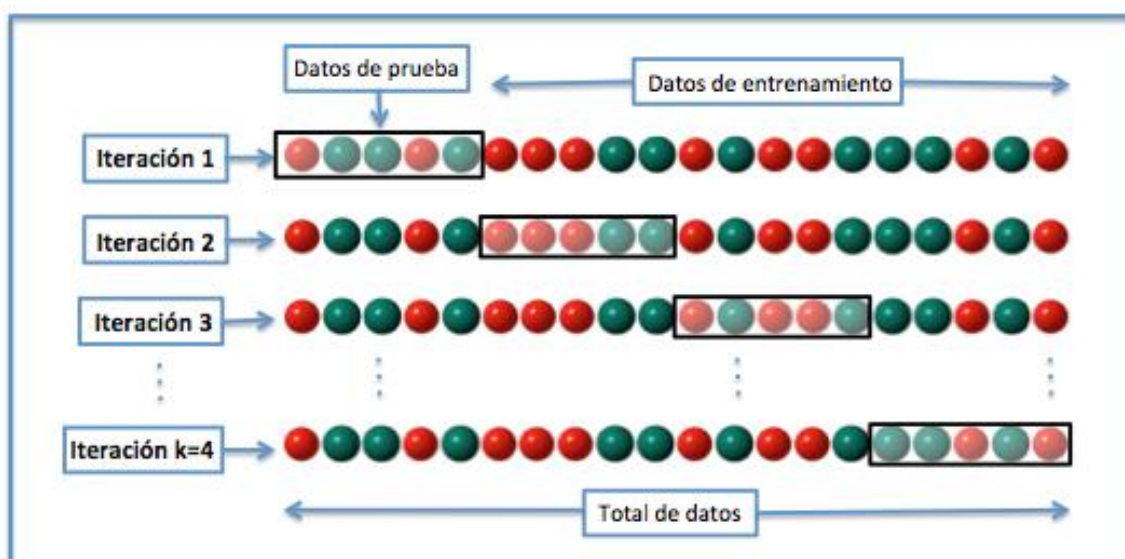 Datos de prueba
Datos de entrenamiento
Iteración 1
Iteración 2
Iteración 3
Iteración k=4
Total de datos